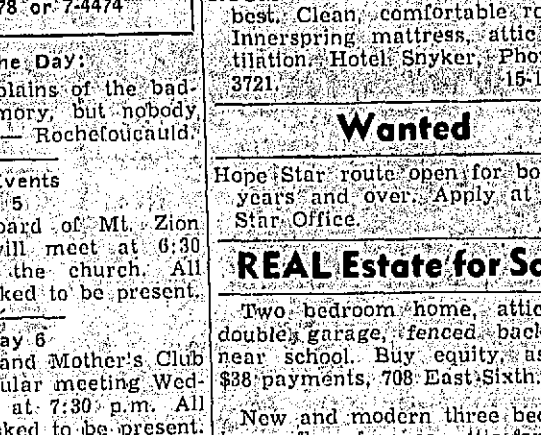 78 or 7-4474
he Day:
plains of the bad-
mory, but nobody,
— Rochefoucauld.
vents
5
oard of Mt. Zion
will meet at 6:30
the church. All
ked to be present.
ay 6
and Mother's Club
ular meeting Wed-
at 7:30 p.m. All
ked to be present.
best. Clean, comfortable ro
Innerspring mattress, attic
tilation. Hotel Snyker, Pho
3721. 15-1
Wanted
Hope Star route open for bo
years and over. Apply at
Star Office.
REAL Estate for Sa
Two bedroom home, attic
double garage, fenced back
near school. Buy equity, as
$38 payments, 708 East Sixth.
New and modern three bed